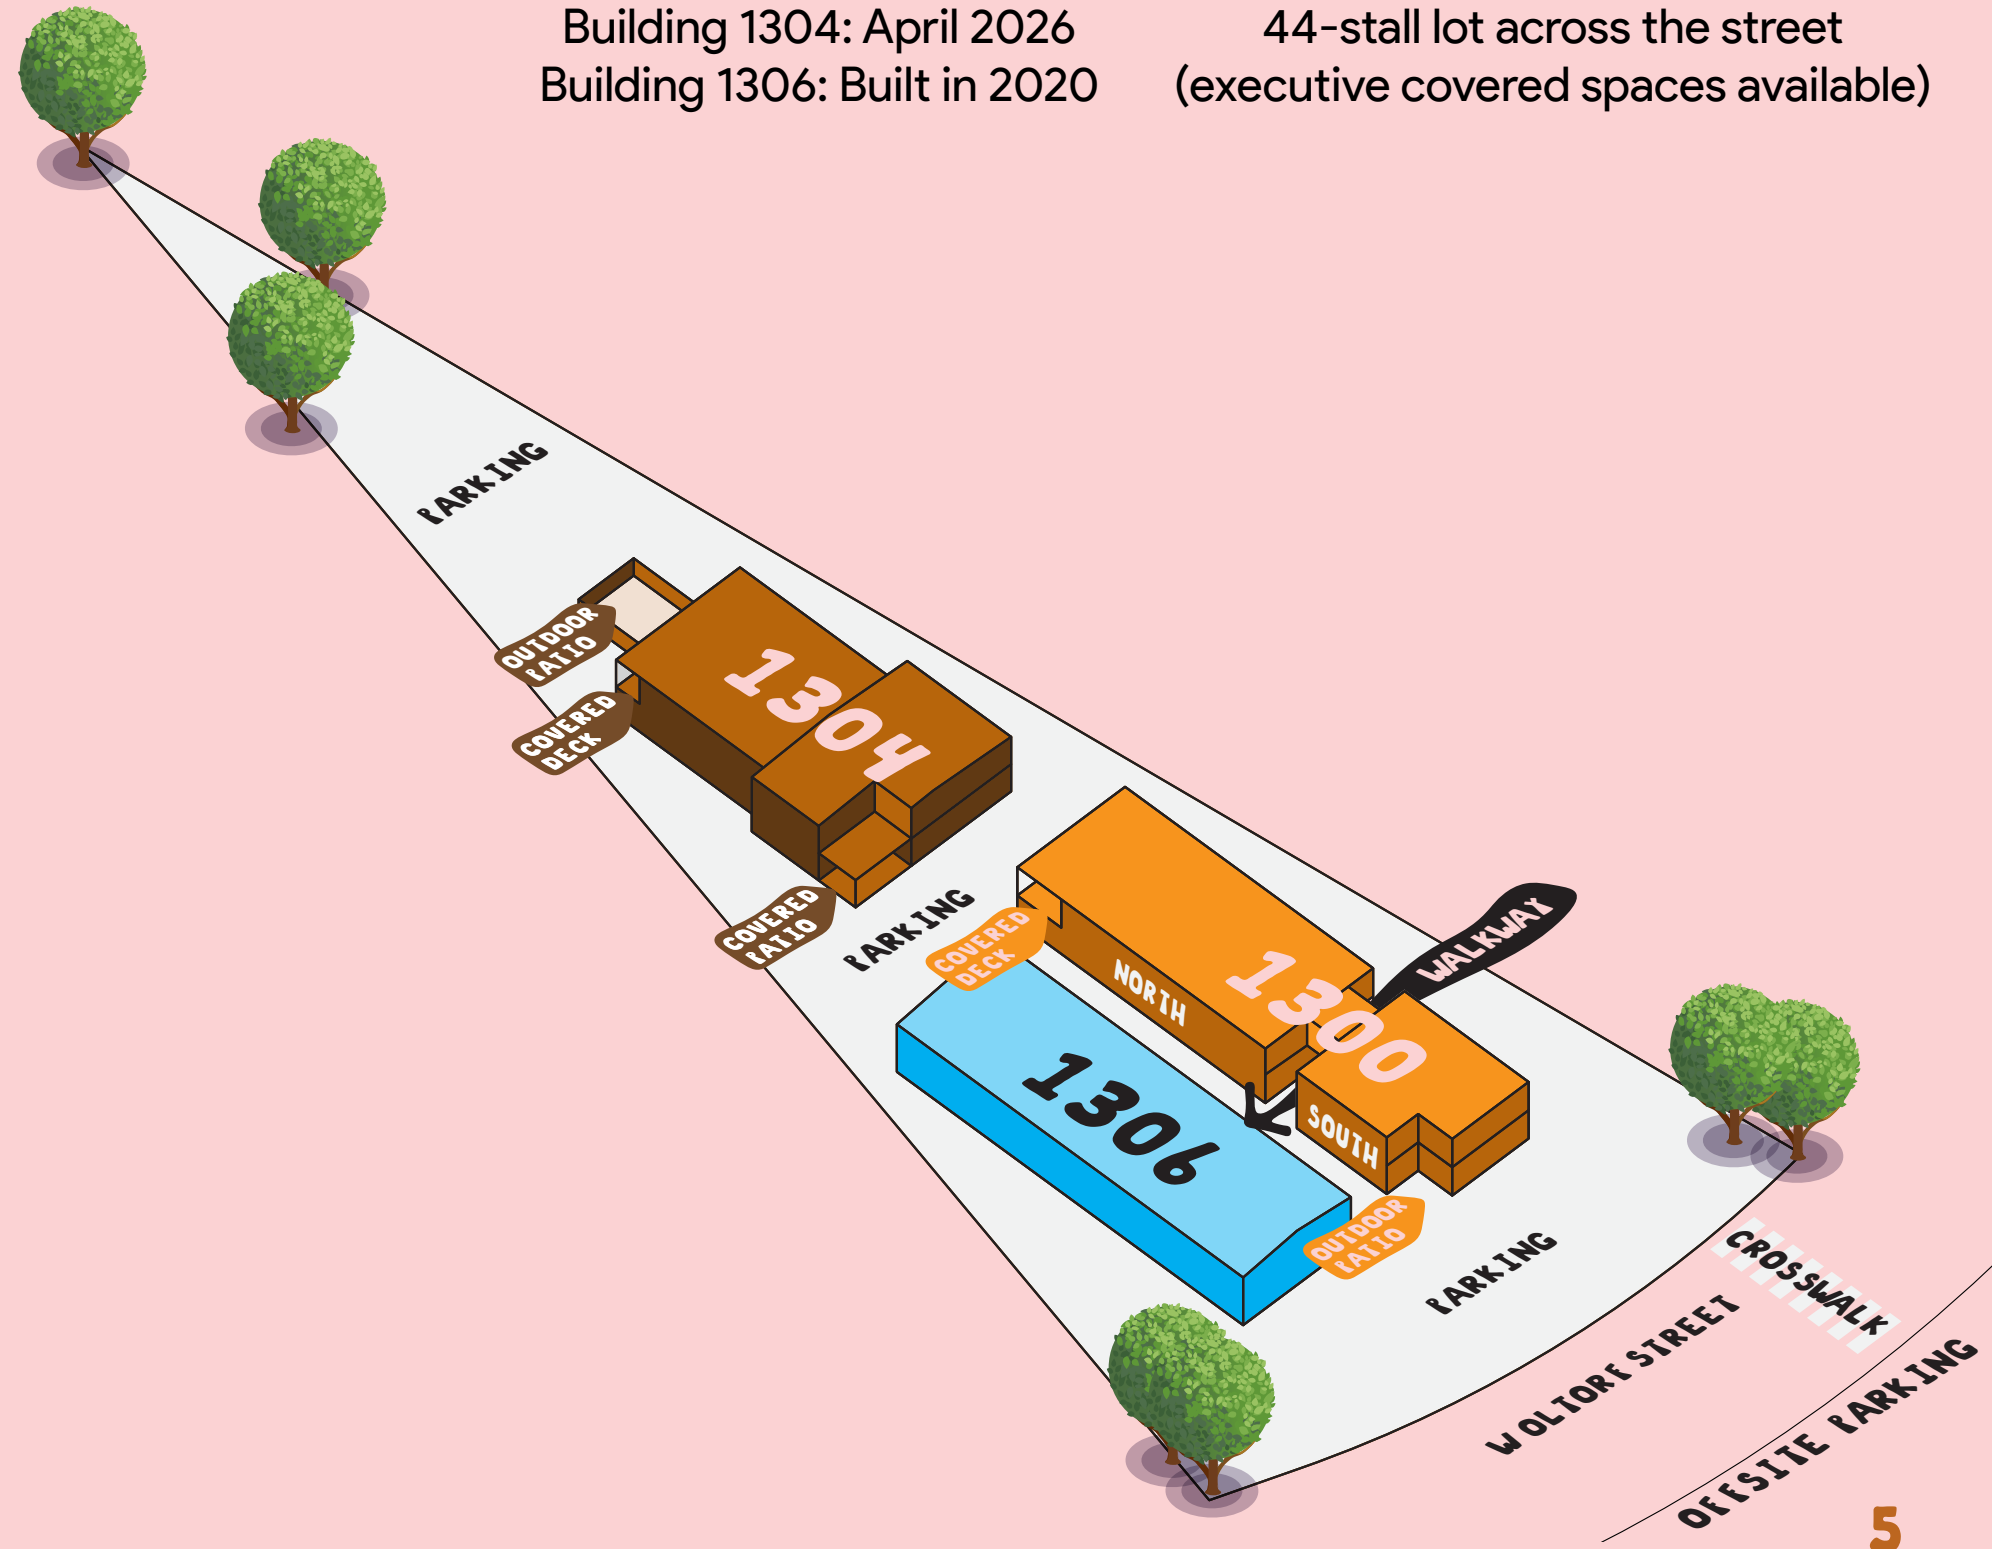 Building 1304: April 2026
Building 1306: Built in 2020
44-stall lot across the street
(executive covered spaces available)
PARKING
OUTDOOR
PATIO
COVERED
DECK
1304
COVERED
PATIO
PARKING
COVERED
DECK
NORTH
1300
WALKWAY
SOUTH
1306
OUTDOOR
PATIO
PARKING
CROSSWALK
WOLTORF STREET
OFFSITE PARKING
5